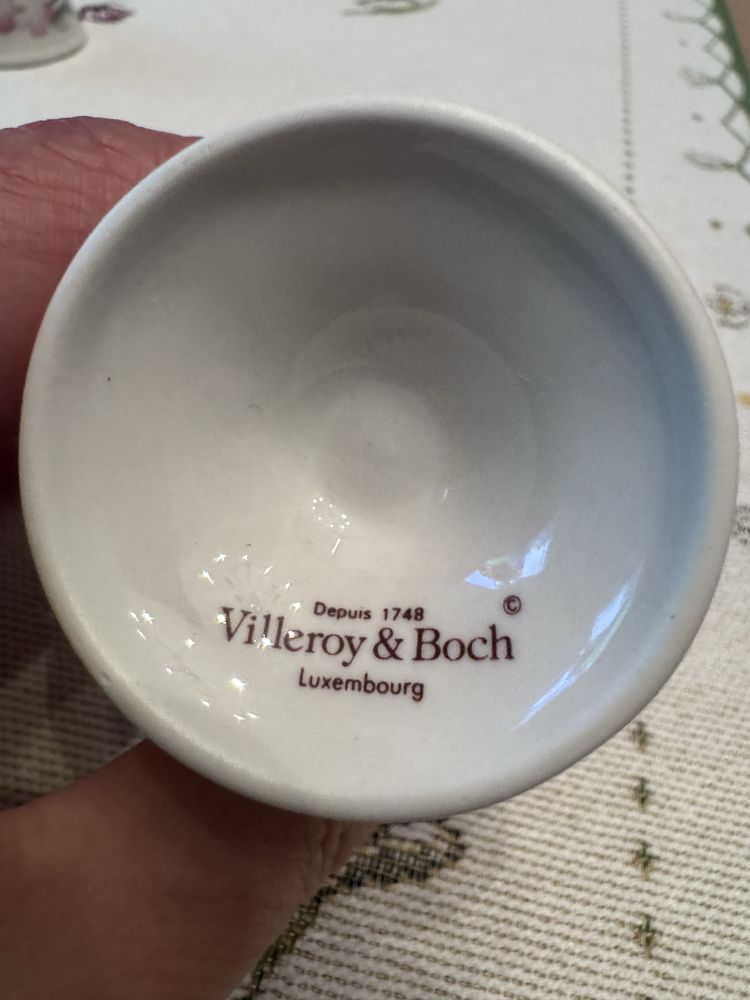 Depuis 1748
Villeroy & Boch ©
Luxembourg